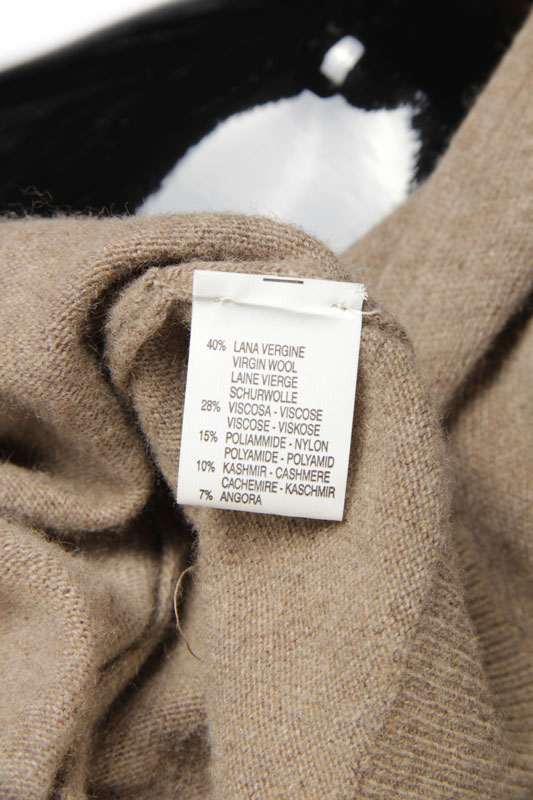 40% LANA VERGINE
VIRGIN WOOL
LAINE VIERGE
SCHURWOLLE
28% VISCOSA - VISCOSE
VISCOSE - VISKOSE
15% POLIAMMIDE - NYLON
POLYAMIDE - POLYAMID
10% KASHMIR - CASHMERE
CACHEMIRE - KASCHMIR
7% ANGORA